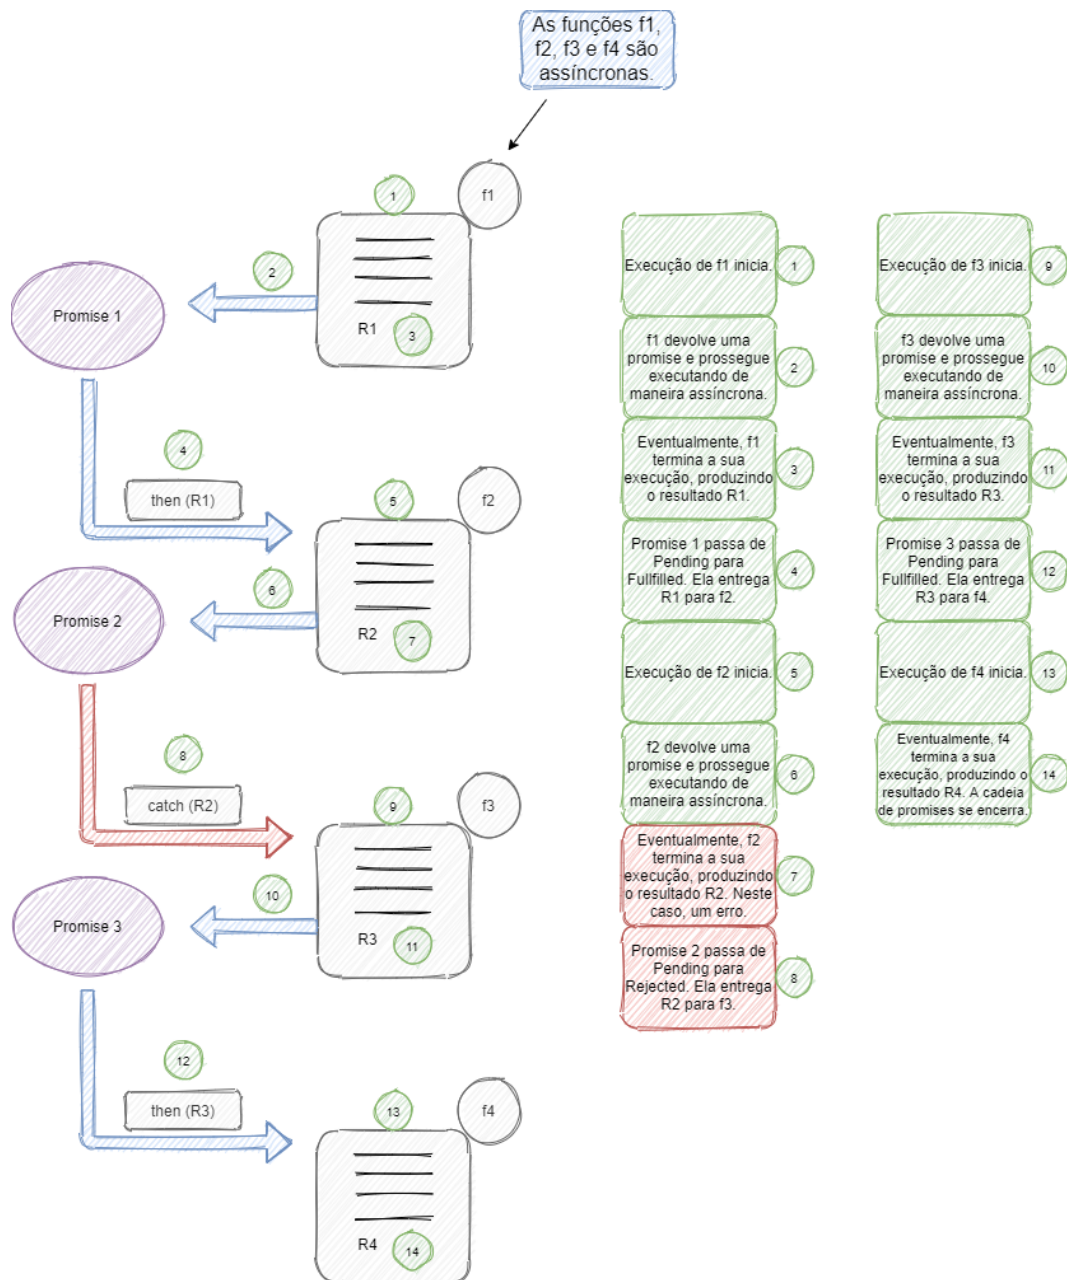 As funções f1,
f2, f3 e f4 são
assíncronas.
f1
1
2
Promise 1
R1
3
4
then (R1)
f2
5
6
Promise 2
R2
7
8
catch (R2)
f3
9
10
Promise 3
R3
11
12
then (R3)
f4
13
R4
14
Execução de f1 inicia.
1
f1 devolve uma
promise e prossegue
executando de
maneira assíncrona.
2
Eventualmente, f1
termina a sua
execução, produzindo
o resultado R1.
3
Promise 1 passa de
Pending para
Fullfilled. Ela entrega
R1 para f2.
4
Execução de f2 inicia.
5
f2 devolve uma
promise e prossegue
executando de
maneira assíncrona.
6
Eventualmente, f2
termina a sua
execução, produzindo
o resultado R2. Neste
caso, um erro.
7
Promise 2 passa de
Pending para
Rejected. Ela entrega
R2 para f3.
8
Execução de f3 inicia.
9
f3 devolve uma
promise e prossegue
executando de
maneira assíncrona.
10
Eventualmente, f3
termina a sua
execução, produzindo
o resultado R3.
11
Promise 3 passa de
Pending para
Fullfilled. Ela entrega
R3 para f4.
12
Execução de f4 inicia.
13
Eventualmente, f4
termina a sua
execução, produzindo o
resultado R4. A cadeia
de promises se encerra.
14